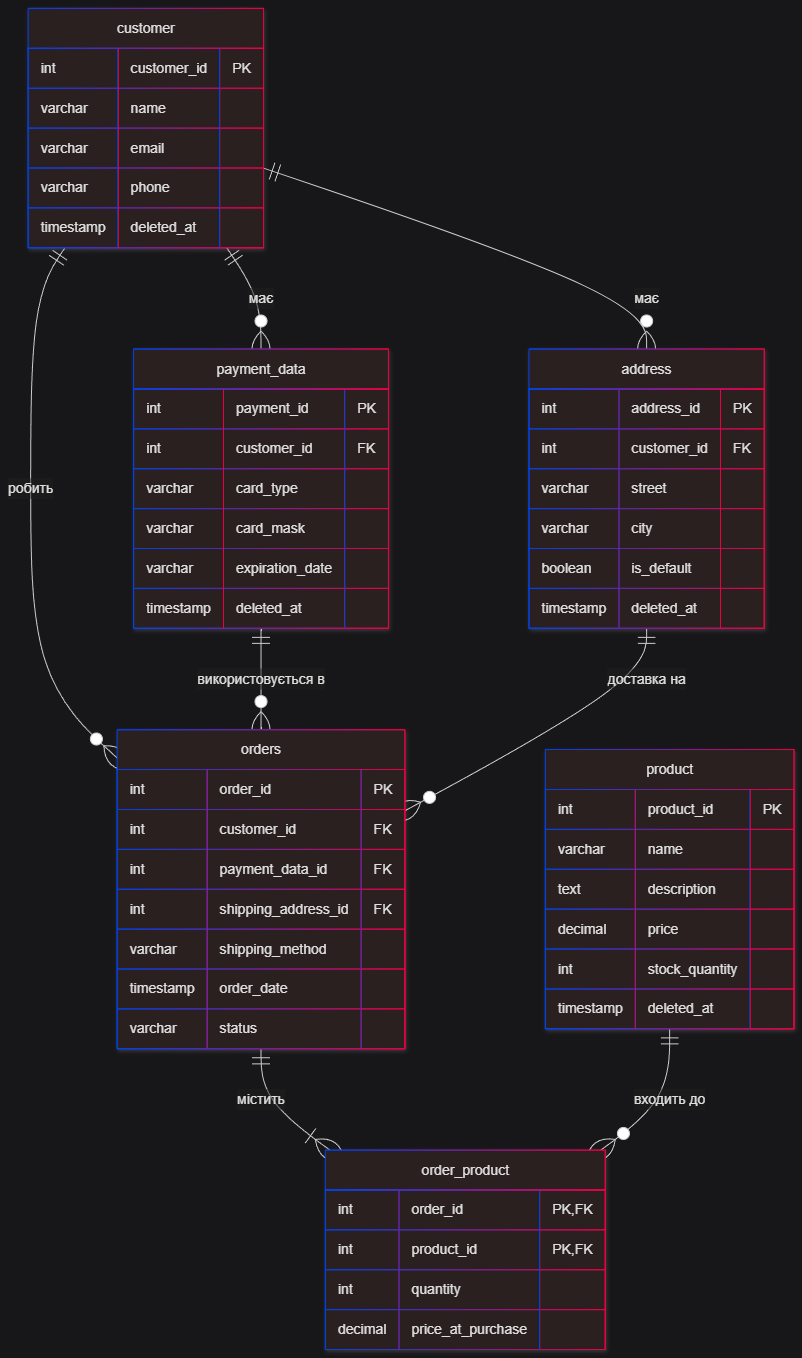 customer
int customer_id PK
varchar name
varchar email
varchar phone
timestamp deleted_at
має
має
payment_data
int payment_id PK
int customer_id FK
varchar card_type
varchar card_mask
varchar expiration_date
timestamp deleted_at
address
int address_id PK
int customer_id FK
varchar street
varchar city
boolean is_default
timestamp deleted_at
робить
використовується в
доставка на
orders
int order_id PK
int customer_id FK
int payment_data_id FK
int shipping_address_id FK
varchar shipping_method
timestamp order_date
varchar status
product
int product_id PK
varchar name
text description
decimal price
int stock_quantity
timestamp deleted_at
містить
входить до
order_product
int order_id PK,FK
int product_id PK,FK
int quantity
decimal price_at_purchase